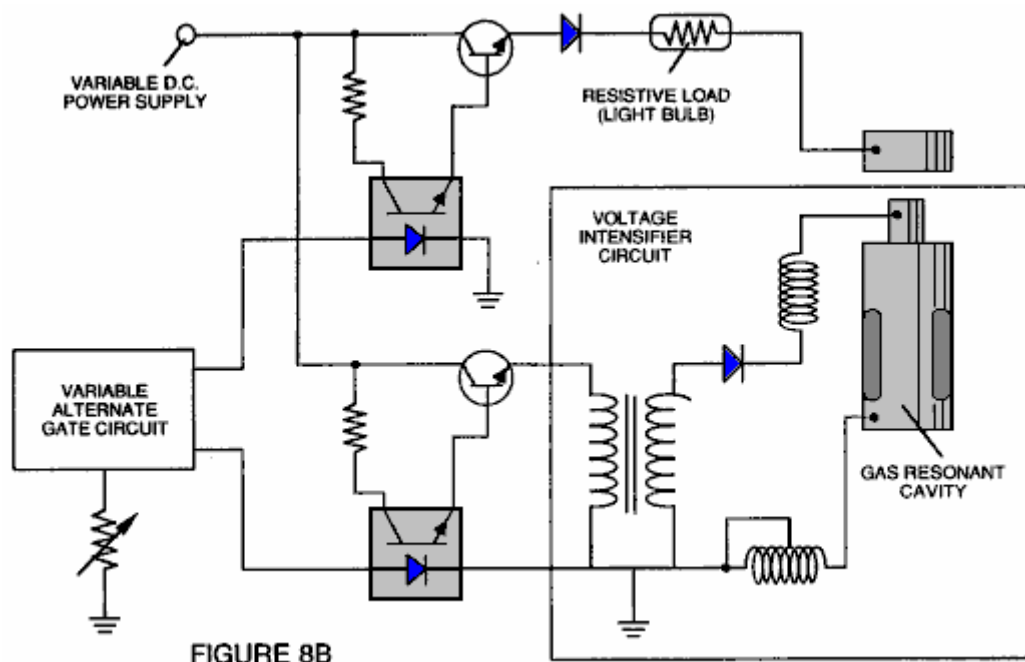 VARIABLE D.C.
POWER SUPPLY
RESISTIVE LOAD
(LIGHT BULB)
VOLTAGE
INTENSIFIER
CIRCUIT
VARIABLE
ALTERNATE
GATE CIRCUIT
GAS RESONANT
CAVITY
FIGURE 8B